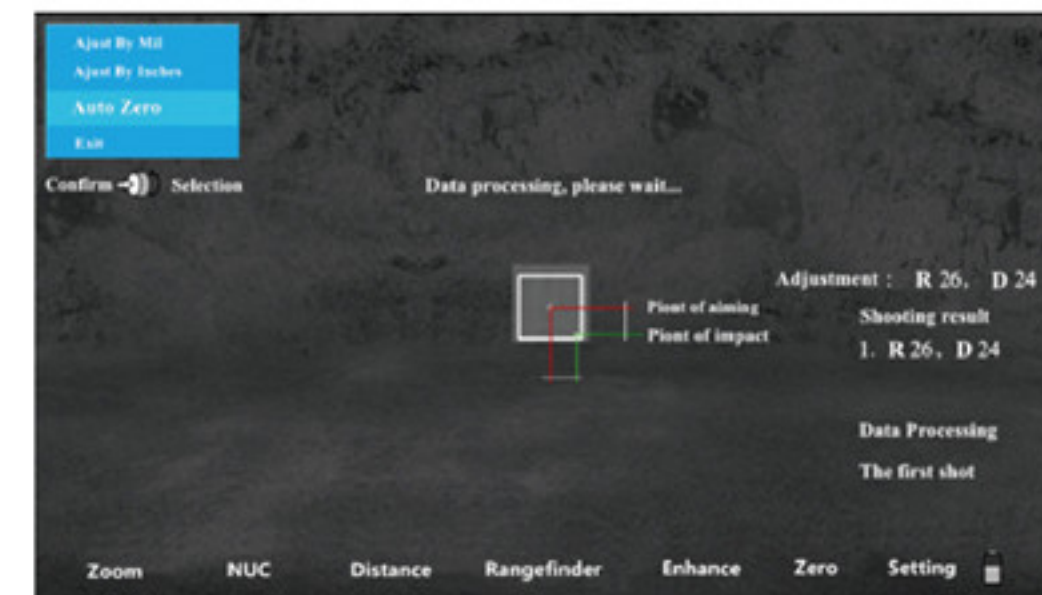 Ajust By Mil
Ajust By Inches
Auto Zero
Exit
Confirm Selection
Data processing, please wait...
Adjustment : R 26, D 24
Piont of aiming
Shooting result
Piont of impact
1. R 26, D 24
Data Processing
The first shot
Zoom NUC Distance Rangefinder Enhance Zero Setting